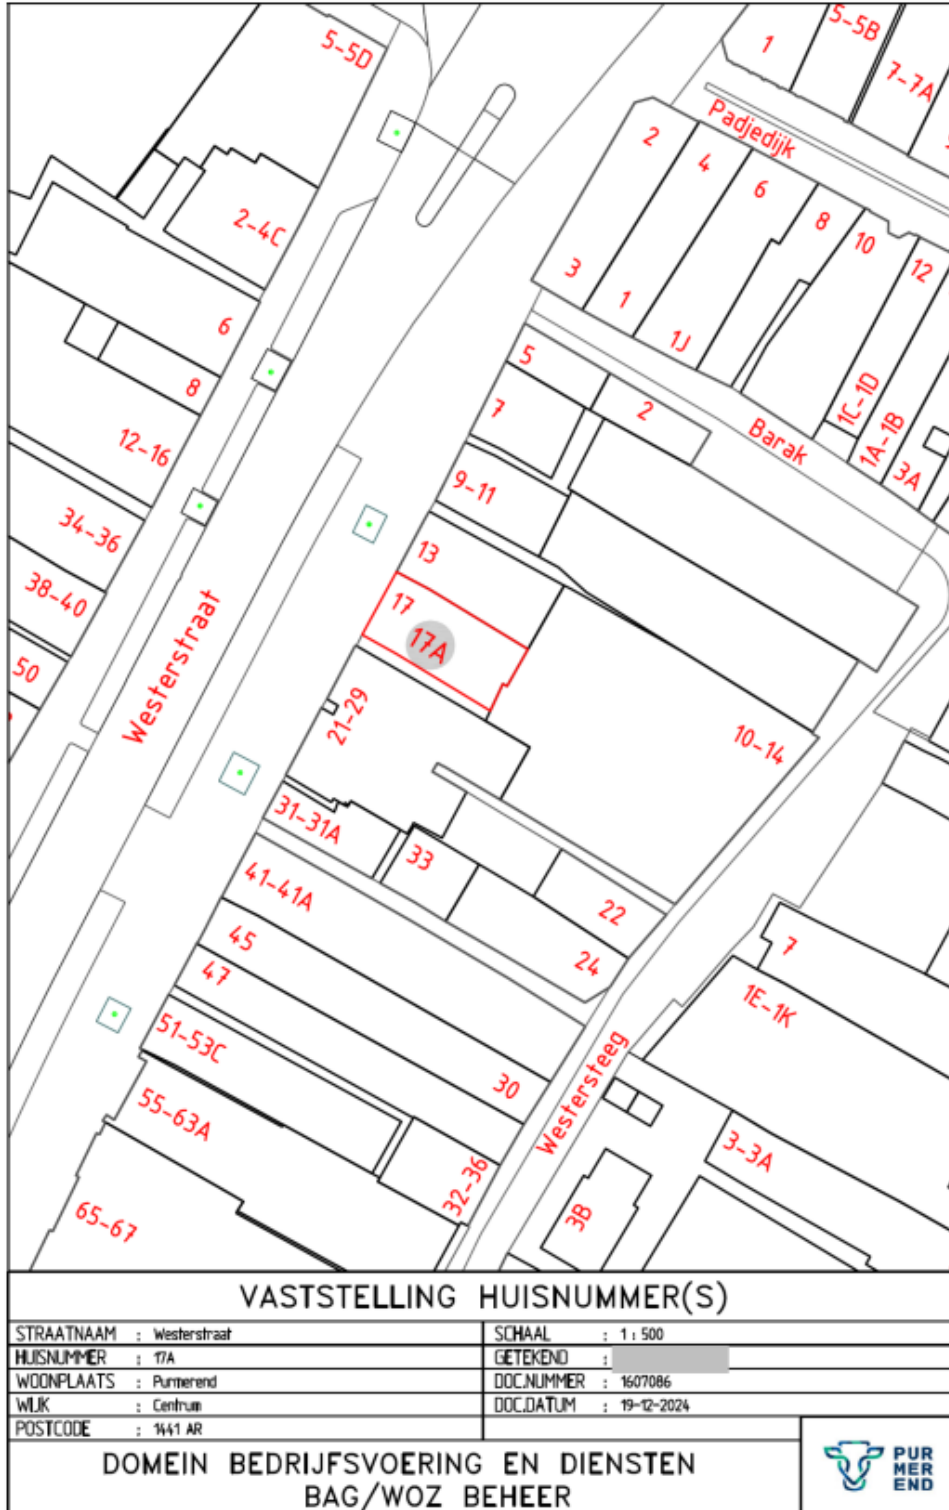 5-5D
1
5-5B
7-7A
Padjedijk
2
4
6
8
10
12
2-4C
3
1
1J
6
5
8
7
2
1C-1D
1A-1B
3A
Barak
12-16
9-11
34-36
13
38-40
17
17A
50
Westerstraat
21-29
10-14
31-31A
33
41-41A
22
45
24
7
47
1E-1K
51-53C
30
Westersteeg
55-63A
3-3A
32-36
3B
65-67
VASTSTELLING HUISNUMMER(S)
STRAATNAAM : Westerstraat
HUISNUMMER : 17A
WOONPLAATS : Purmerend
WIJK : Centrum
POSTCODE : 1441 AR
SCHAAL : 1 : 500
GETEKEND :
DOC.NUMMER : 1607086
DOC.DATUM : 19-12-2024
DOMEIN BEDRIJFSVOERING EN DIENSTEN
BAG/WOZ BEHEER
PUR
MER
END